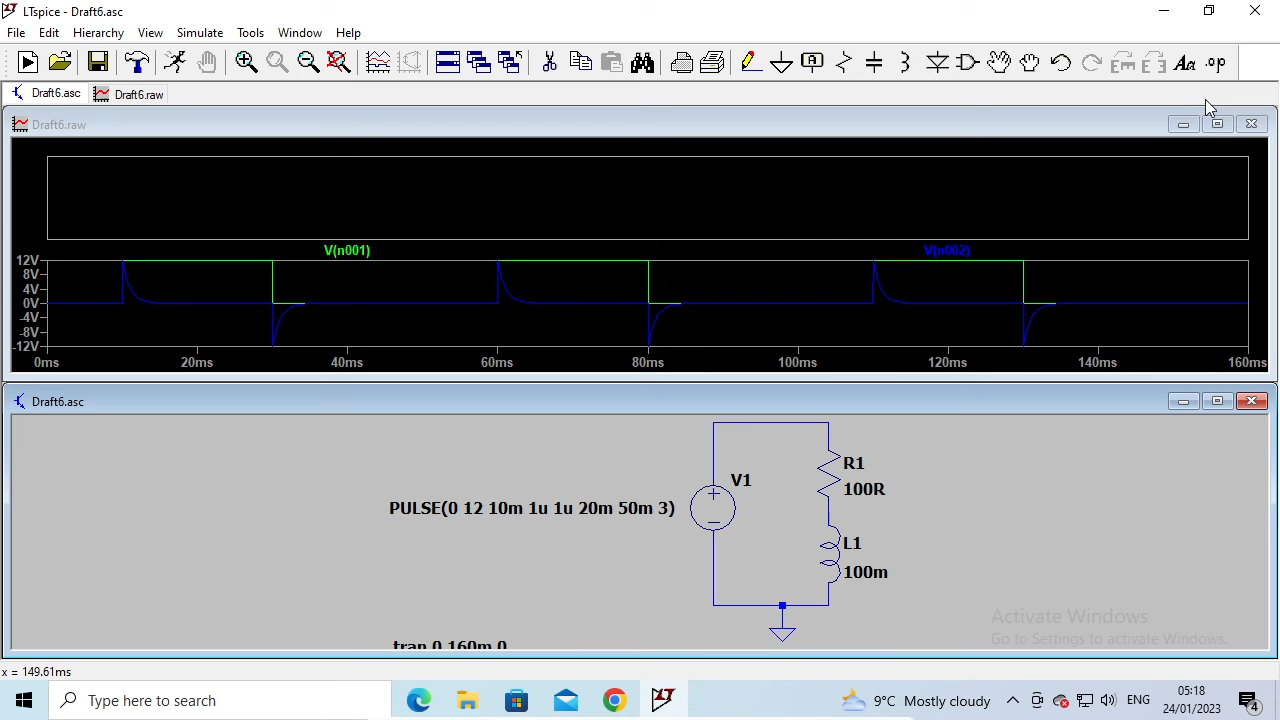 LTspice - Draft6.asc
File Edit Hierarchy View Simulate Tools Window Help
Aa .op
Draft6.asc Draft6.raw
Draft6.raw
V(n001) V(n002)
12V
8V
4V
0V
-4V
-8V
-12V
0ms 20ms 40ms 60ms 80ms 100ms 120ms 140ms 160ms
Draft6.asc
R1
V1
100R
PULSE(0 12 10m 1u 1u 20m 50m 3)
L1
100m
Activate Windows
Go to Settings to activate Windows.
.tran 0 160m 0
x = 149.61ms
Type here to search
LT
9°C Mostly cloudy
ENG
05:18
24/01/2023
4